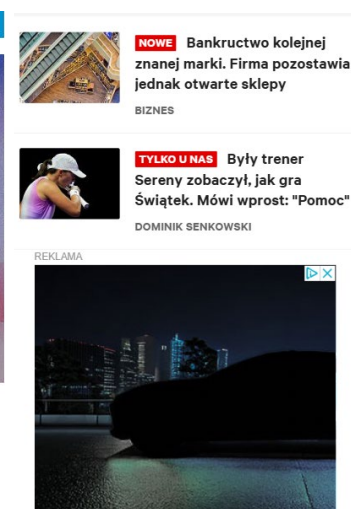 NOWE Bankructwo kolejnej
znanej marki. Firma pozostawia
jednak otwarte sklepy
BIZNES
TYLKO U NAS Były trener
Sereny zobaczył, jak gra
Świątek. Mówi wprost: "Pomoc"
DOMINIK SENKOWSKI
REKLAMA